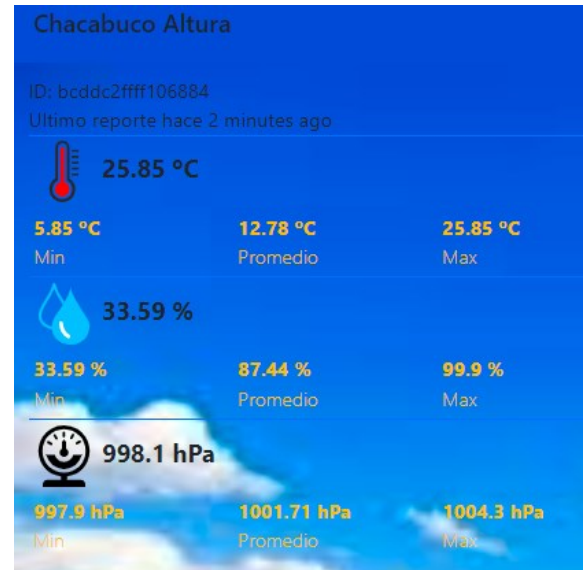 Chacabuco Altura
ID: bcddc2ffff106884
Ultimo reporte hace 2 minutes ago
25.85 ºC
5.85 ºC 12.78 ºC 25.85 ºC
Min Promedio Max
33.59 %
33.59 % 87.44 % 99.9 %
Min Promedio Max
998.1 hPa
997.9 hPa 1001.71 hPa 1004.3 hPa
Min Promedio Max